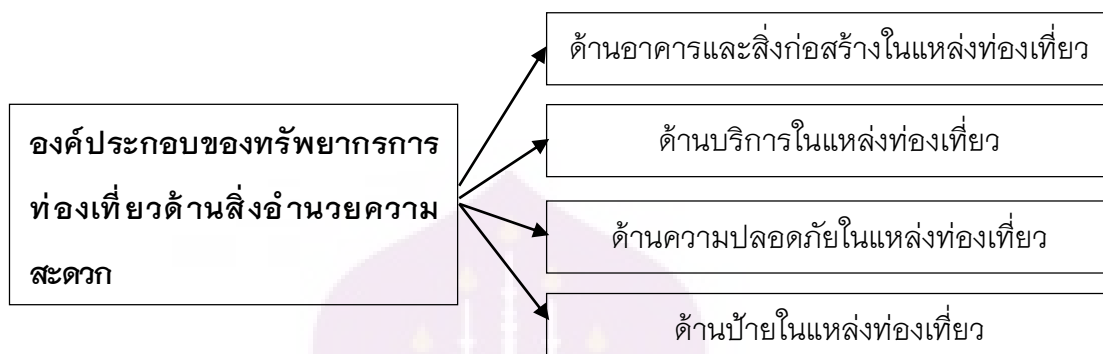 องค์ประกอบของทรัพยากรการ
ท่องเที่ยวด้านสิ่งอำนวยความ
สะดวก
ด้านอาคารและสิ่งก่อสร้างในแหล่งท่องเที่ยว
ด้านบริการในแหล่งท่องเที่ยว
ด้านความปลอดภัยในแหล่งท่องเที่ยว
ด้านป้ายในแหล่งท่องเที่ยว